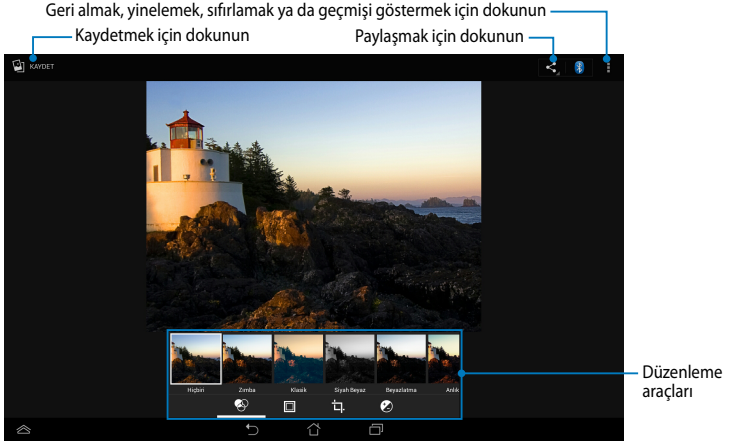 Geri almak, yinelemek, sıfırlamak ya da geçmişi göstermek için dokunun
Kaydetmek için dokunun
Paylaşmak için dokunun
KAYDET
Hiçbiri
Zımba
Klasik
Siyah Beyaz
Beyazlatma
Anlık
Düzenleme
araçları